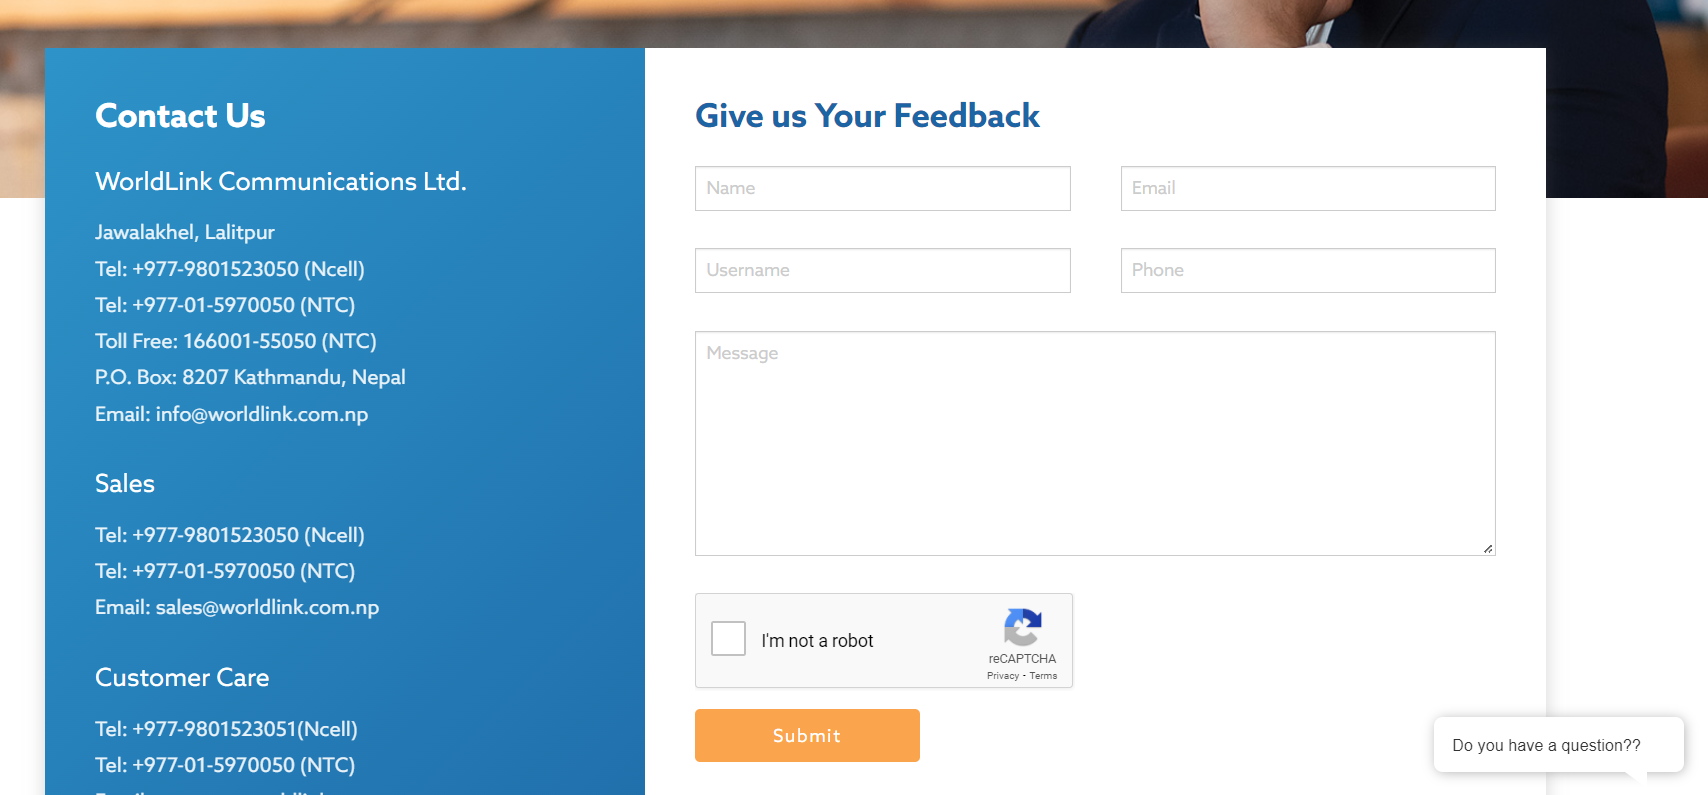 Contact Us
WorldLink Communications Ltd.
Jawalakhel, Lalitpur
Tel: +977-9801523050 (Ncell)
Tel: +977-01-5970050 (NTC)
Toll Free: 166001-55050 (NTC)
P.O. Box: 8207 Kathmandu, Nepal
Email: info@worldlink.com.np
Sales
Tel: +977-9801523050 (Ncell)
Tel: +977-01-5970050 (NTC)
Email: sales@worldlink.com.np
Customer Care
Tel: +977-9801523051(Ncell)
Tel: +977-01-5970050 (NTC)
Give us Your Feedback
Name
Email
Username
Phone
Message
I'm not a robot
reCAPTCHA
Privacy - Terms
Submit
Do you have a question??